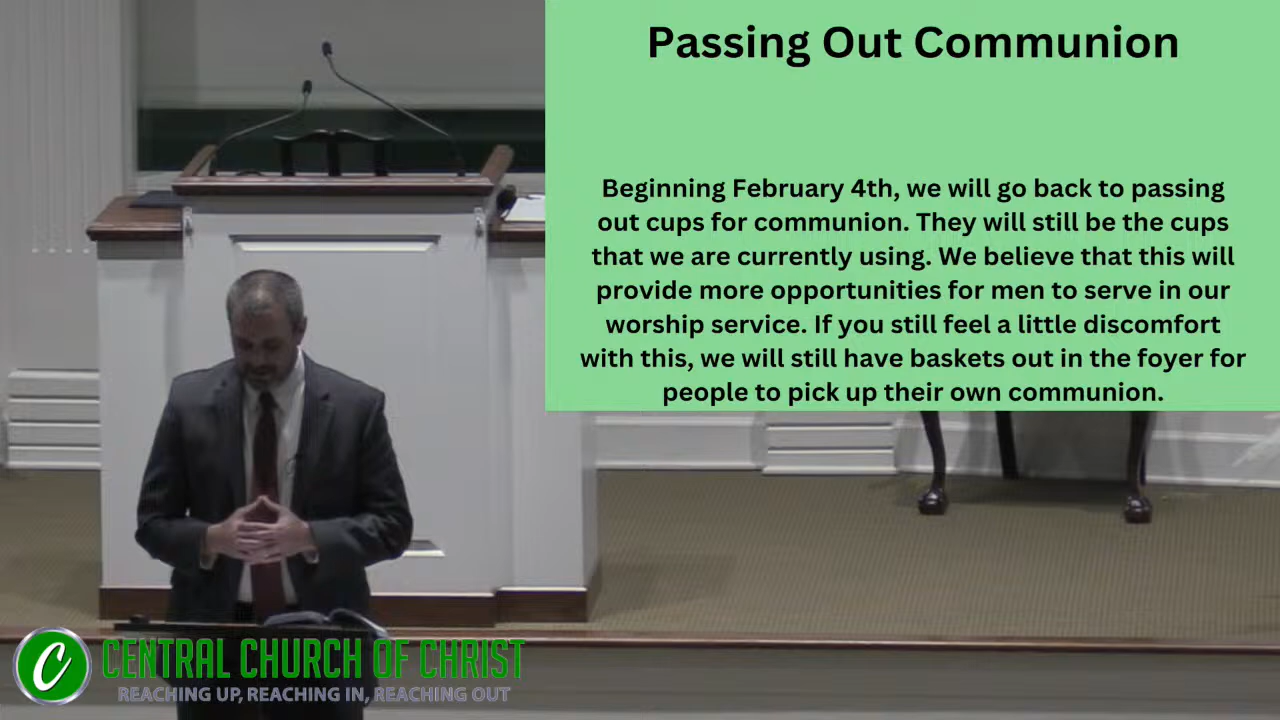 Passing Out Communion
Beginning February 4th, we will go back to passing
out cups for communion. They will still be the cups
that we are currently using. We believe that this will
provide more opportunities for men to serve in our
worship service. If you still feel a little discomfort
with this, we will still have baskets out in the foyer for
people to pick up their own communion.
C CENTRAL CHURCH OF CHRIST
REACHING UP, REACHING IN, REACHING OUT